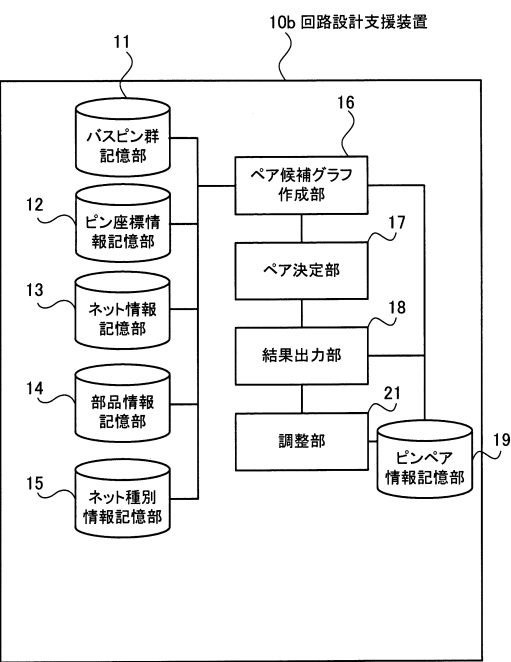 10b 回路設計支援装置
11
バスピン群
記憶部
12
ピン座標情
報記憶部
13
ネット情報
記憶部
14
部品情報
記憶部
15
ネット種別
情報記憶部
16
ペア候補グラフ
作成部
17
ペア決定部
18
結果出力部
21
調整部
19
ピンペア
情報記憶部